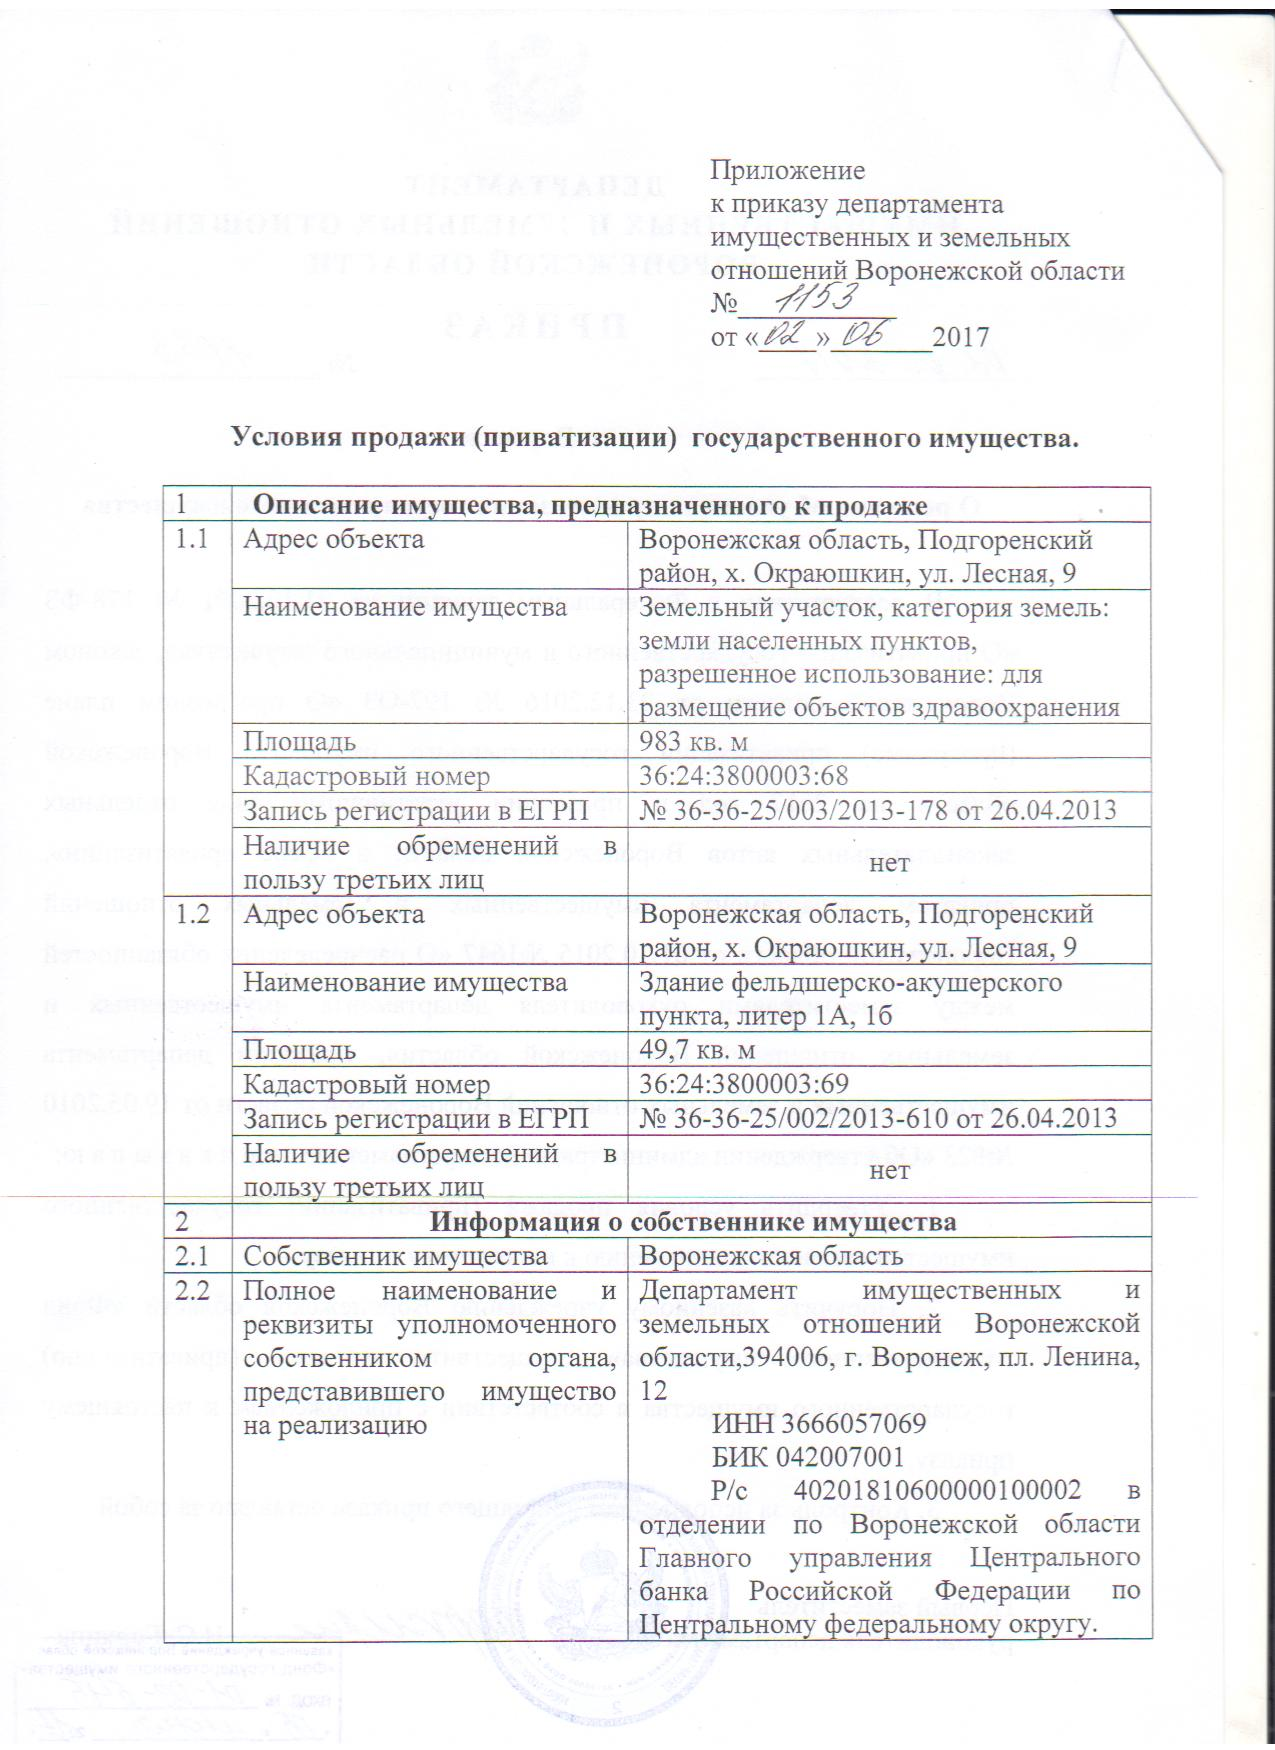 Приложение
к приказу департамента
имущественных и земельных
отношений Воронежской области
№ 1153
от «02» 06 2017
Условия продажи (приватизации) государственного имущества.
1 Описание имущества, предназначенного к продаже
1.1 Адрес объекта Воронежская область, Подгоренский
район, х. Окраюшкин, ул. Лесная, 9
Наименование имущества Земельный участок, категория земель:
земли населенных пунктов,
разрешенное использование: для
размещение объектов здравоохранения
Площадь 983 кв. м
Кадастровый номер 36:24:3800003:68
Запись регистрации в ЕГРП № 36-36-25/003/2013-178 от 26.04.2013
Наличие обременений в
пользу третьих лиц нет
1.2 Адрес объекта Воронежская область, Подгоренский
район, х. Окраюшкин, ул. Лесная, 9
Наименование имущества Здание фельдшерско-акушерского
пункта, литер 1А, 1б
Площадь 49,7 кв. м
Кадастровый номер 36:24:3800003:69
Запись регистрации в ЕГРП № 36-36-25/002/2013-610 от 26.04.2013
Наличие обременений в
пользу третьих лиц нет
2 Информация о собственнике имущества
2.1 Собственник имущества Воронежская область
2.2 Полное наименование и Департамент имущественных и
реквизиты уполномоченного земельных отношений Воронежской
собственником органа, области,394006, г. Воронеж, пл. Ленина,
представившего имущество 12
на реализацию ИНН 3666057069
БИК 042007001
Р/с 40201810600000100002 в
отделении по Воронежской области
Главного управления Центрального
банка Российской Федерации по
Центральному федеральному округу.